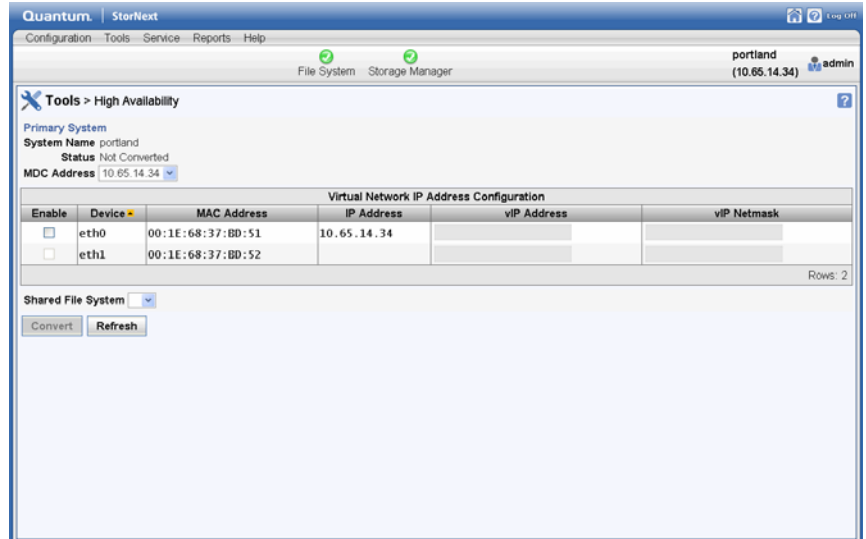 Quantum. StorNext Log Off
Configuration Tools Service Reports Help
File System Storage Manager portland (10.65.14.34) admin
Tools > High Availability
Primary System
System Name portland
Status Not Converted
MDC Address 10.65.14.34
Virtual Network IP Address Configuration
Enable Device MAC Address IP Address vIP Address vIP Netmask
eth0 00:1E:68:37:BD:51 10.65.14.34
eth1 00:1E:68:37:BD:52
Rows: 2
Shared File System
Convert Refresh